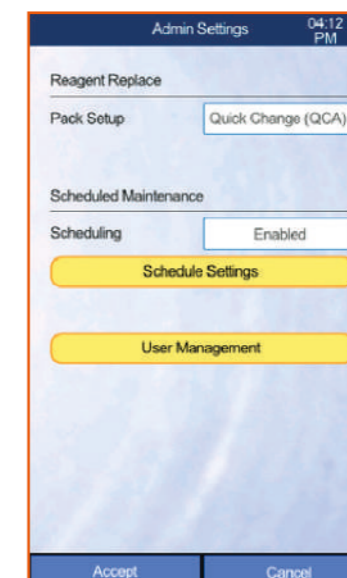 Admin Settings 04:12 PM
Reagent Replace
Pack Setup Quick Change (QCA)
Scheduled Maintenance
Scheduling Enabled
Schedule Settings
User Management
Accept Cancel